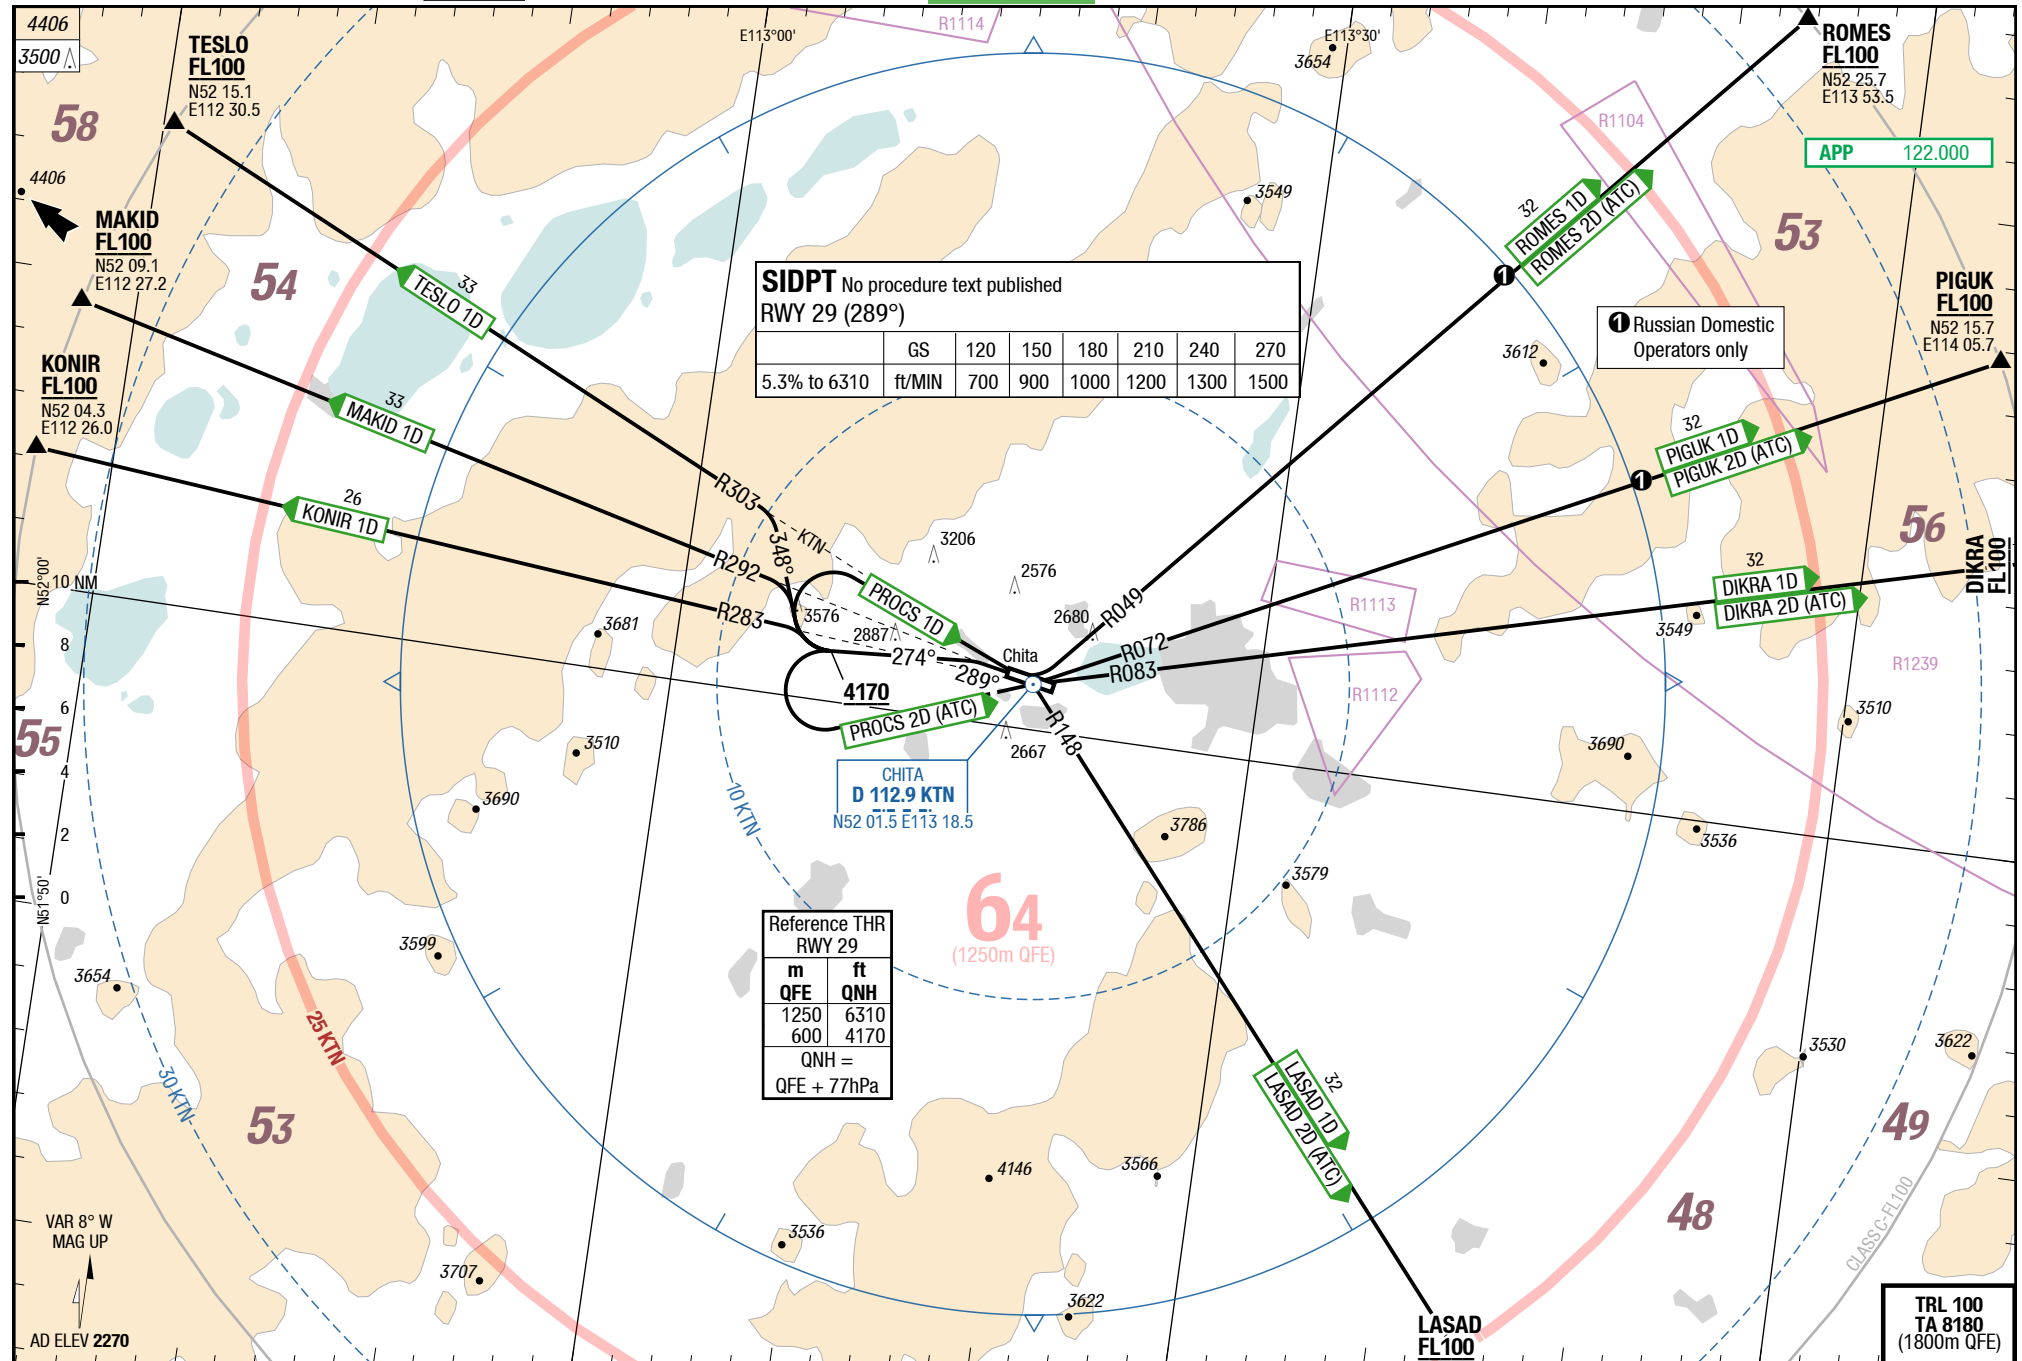 4406
3500
TESLO
FL100
N52 15.1
E112 30.5
58
4406
MAKID
FL100
N52 09.1
E112 27.2
54
KONIR
FL100
N52 04.3
E112 26.0
R1114
E113°00'
E113°30'
3654
ROMES
FL100
N52 25.7
E113 53.5
R1104
APP 122.000
53
3549
32
ROMES 1D
ROMES 2D (ATC)
1
SIDPT No procedure text published
RWY 29 (289°)
GS 120 150 180 210 240 270
5.3% to 6310 ft/MIN 700 900 1000 1200 1300 1500
1 Russian Domestic
Operators only
PIGUK
FL100
N52 15.7
E114 05.7
3612
33
TESLO 1D
33
MAKID 1D
26
KONIR 1D
32
PIGUK 1D
PIGUK 2D (ATC)
1
56
DIKRA
FL100
R303
KTN
348°
R292
R283
3206
2576
PROCS 1D
3576
2887
2680
R049
R072
R083
Chita
274°
289°
4170
PROCS 2D (ATC)
R148
2667
R1113
R1112
32
DIKRA 1D
DIKRA 2D (ATC)
3549
R1239
N52°00'
10 NM
8
6
4
2
0
N51°50'
3681
55
3510
3690
CHITA
D 112.9 KTN
N52 01.5 E113 18.5
10 KTN
3510
3690
3536
3786
3579
64
(1250m QFE)
Reference THR
RWY 29
m ft
QFE QNH
1250 6310
600 4170
QNH =
QFE + 77hPa
3599
3654
25 KTN
30 KTN
53
3530
3622
49
32
LASAD 1D
LASAD 2D (ATC)
4146
3566
48
CLASS C-FL100
3536
3707
3622
VAR 8° W
MAG UP
AD ELEV 2270
LASAD
FL100
TRL 100
TA 8180
(1800m QFE)